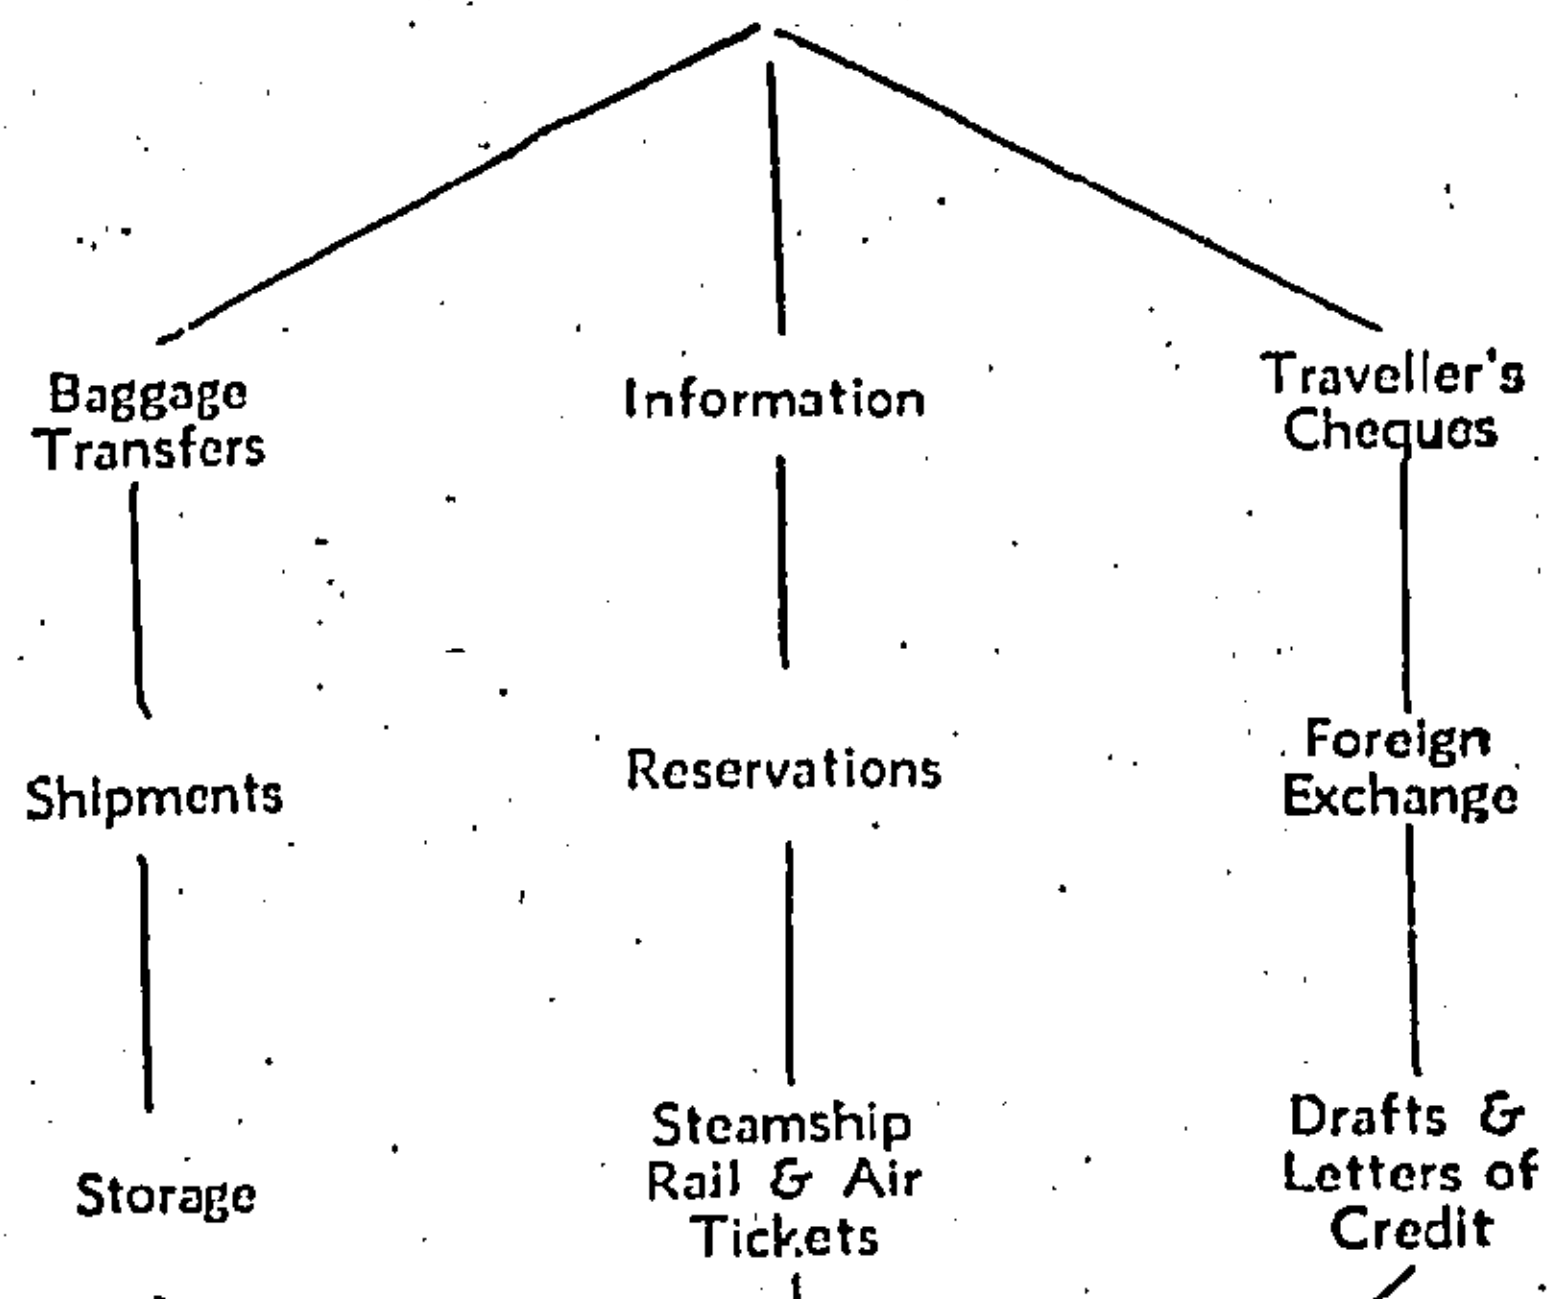 Baggage
Transfers
Information
Traveller's
Cheques
Shipments
Reservations
Foreign
Exchange
Storage
Steamship
Rail & Air
Tickets
Drafts &
Letters of
Credit